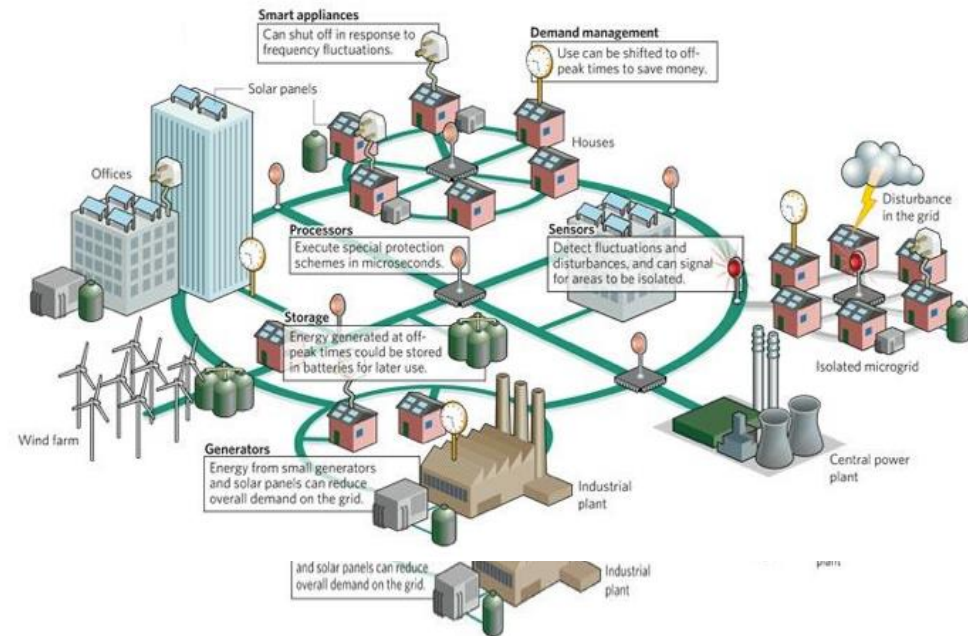 Smart appliances
Can shut off in response to
frequency fluctuations.
Demand management
Use can be shifted to off-
peak times to save money.
Solar panels
Houses
Offices
Disturbance
in the grid
Processors
Execute special protection
schemes in microseconds.
Sensors
Detect fluctuations and
disturbances, and can signal
for areas to be isolated.
Storage
Energy generated at off-
peak times could be stored
in batteries for later use.
Isolated microgrid
Wind farm
Generators
Energy from small generators
and solar panels can reduce
overall demand on the grid.
Industrial
plant
Central power
plant
and solar panels can reduce
overall demand on the grid.
Industrial
plant
plant